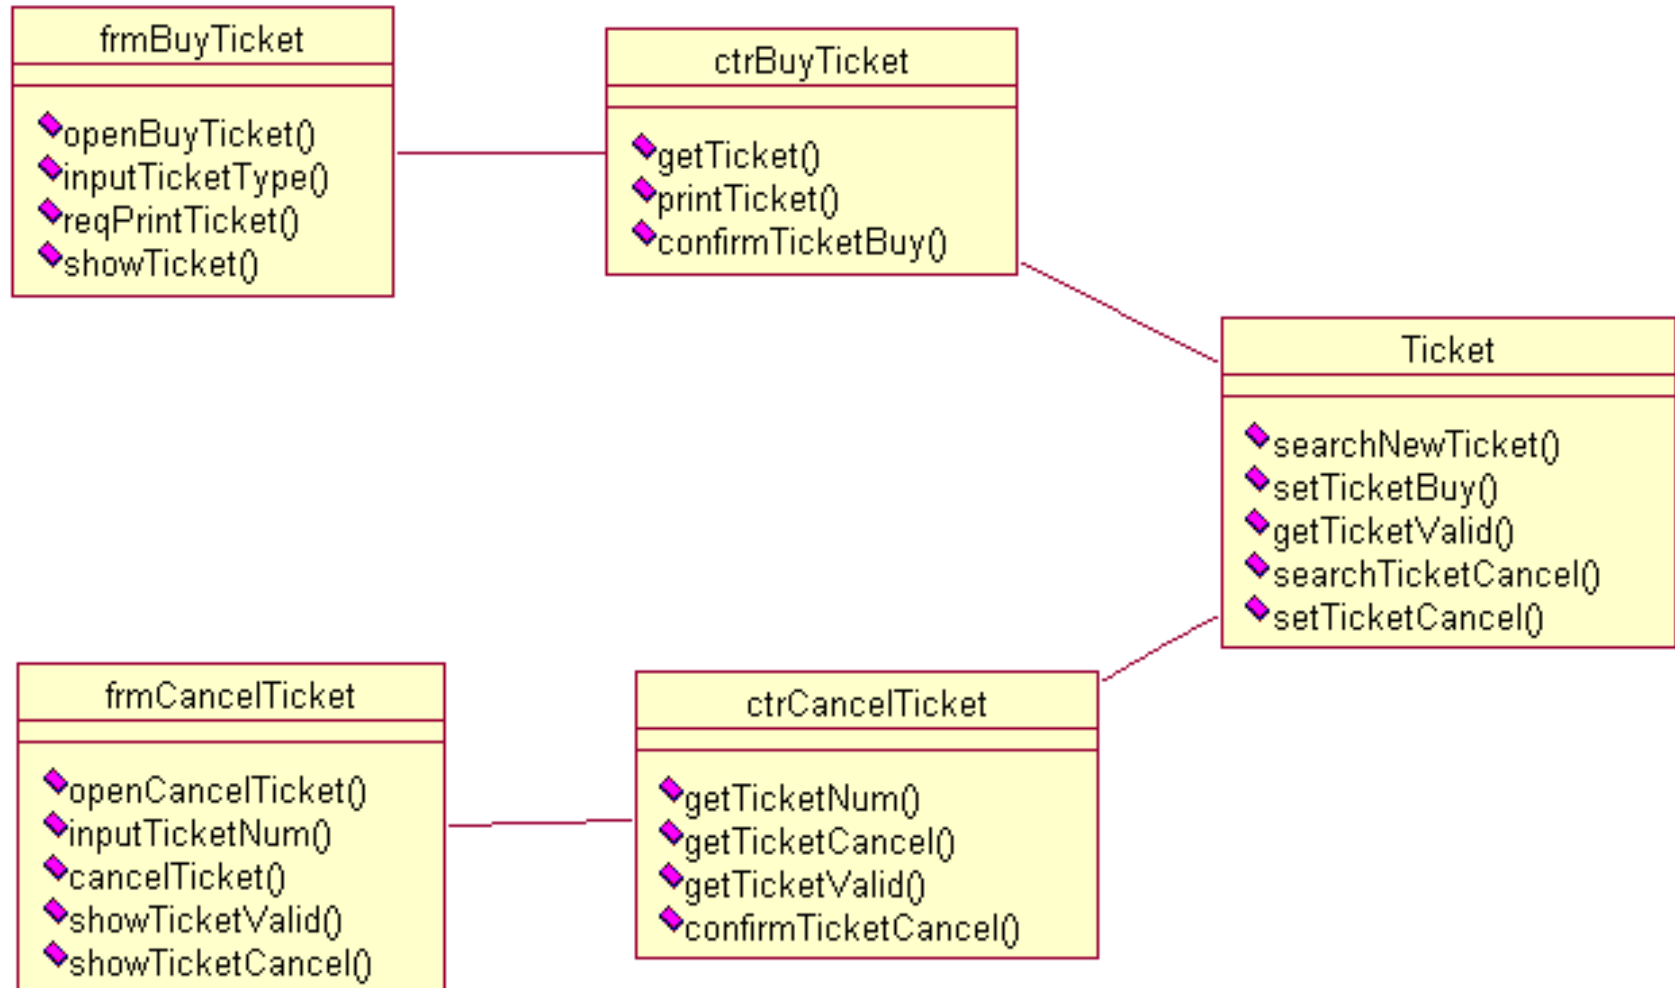 frmBuyTicket
openBuyTicket()
inputTicketType()
reqPrintTicket()
showTicket()
ctrBuyTicket
getTicket()
printTicket()
confirmTicketBuy()
Ticket
searchNewTicket()
setTicketBuy()
getTicketValid()
searchTicketCancel()
setTicketCancel()
frmCancelTicket
openCancelTicket()
inputTicketNum()
cancelTicket()
showTicketValid()
showTicketCancel()
ctrCancelTicket
getTicketNum()
getTicketCancel()
getTicketValid()
confirmTicketCancel()